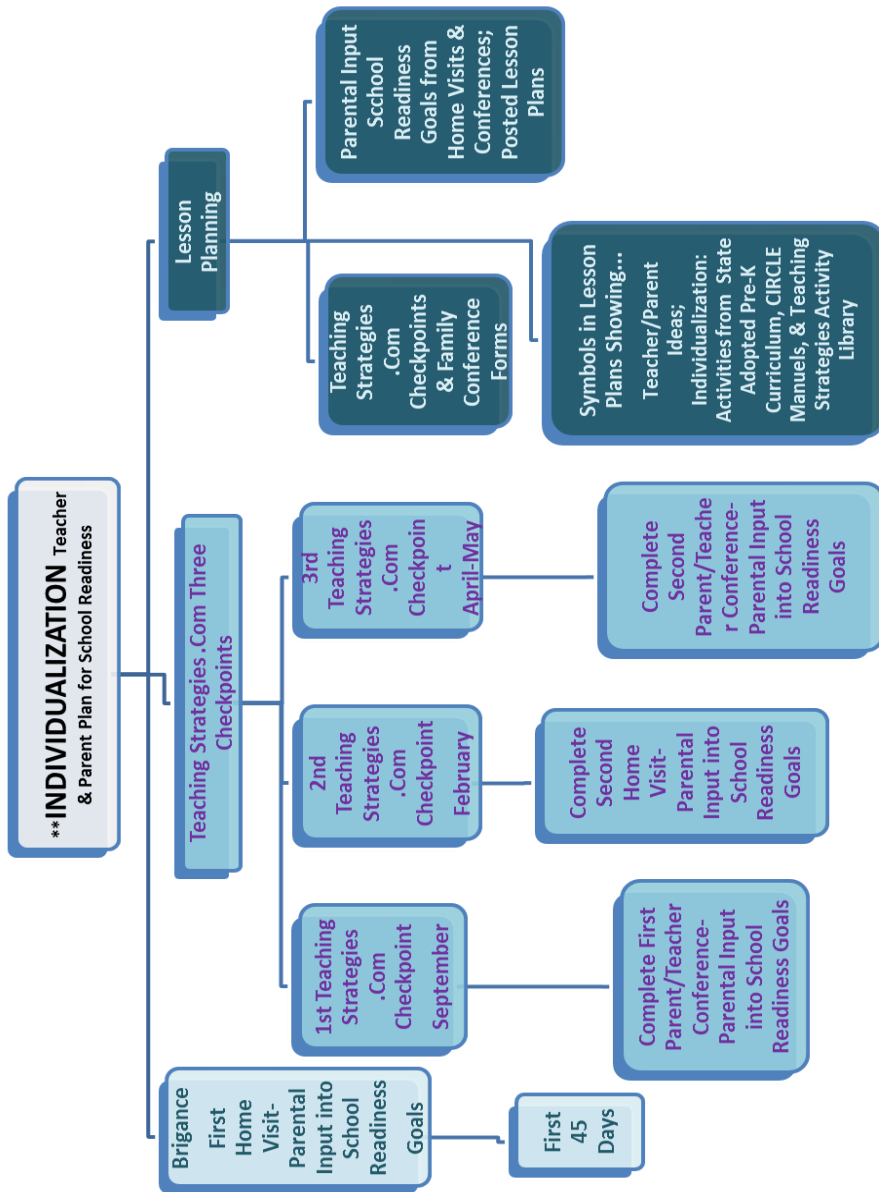 **INDIVIDUALIZATION Teacher
& Parent Plan for School Readiness
Brigance
First
Home
Visit-
Parental
Input into
School
Readiness
Goals
First
45
Days
Teaching Strategies .Com Three
Checkpoints
1st Teaching
Strategies
.Com
Checkpoint
September
Complete First
Parent/Teacher
Conference-
Parental Input
into School
Readiness Goals
2nd
Teaching
Strategies
.Com
Checkpoint
February
Complete
Second
Home
Visit-
Parental
Input into
School
Readiness
Goals
3rd
Teaching
Strategies
.Com
Checkpoin
t
April-May
Complete
Second
Parent/Teache
r Conference-
Parental Input
into School
Readiness
Goals
Lesson
Planning
Teaching
Strategies
.Com
Checkpoints
& Family
Conference
Forms
Symbols in Lesson
Plans Showing...
Teacher/Parent
Ideas;
Individualization:
Activities from State
Adopted Pre-K
Curriculum, CIRCLE
Manuels, & Teaching
Strategies Activity
Library
Parental Input
Scchool
Readiness
Goals from
Home Visits &
Conferences;
Posted Lesson
Plans